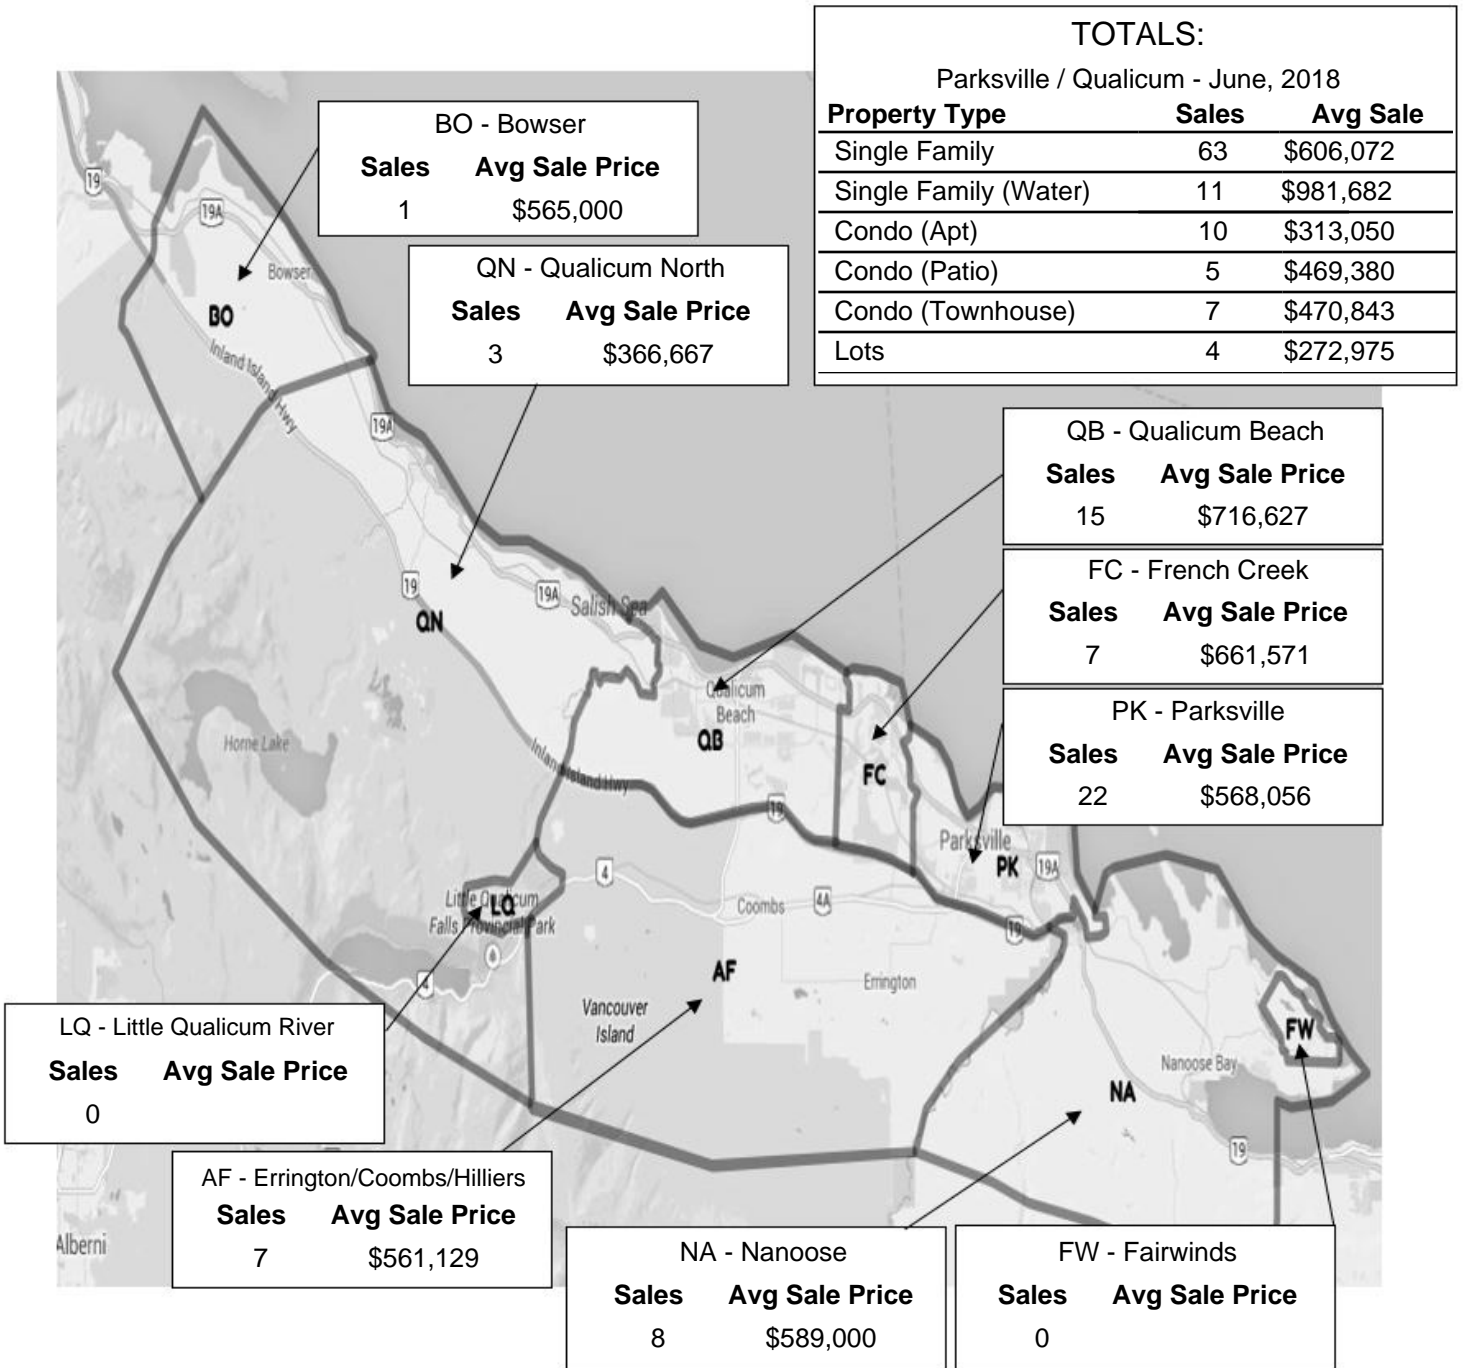 TOTALS:
Parksville / Qualicum - June, 2018
Property Type Sales Avg Sale
Single Family 63 $606,072
Single Family (Water) 11 $981,682
Condo (Apt) 10 $313,050
Condo (Patio) 5 $469,380
Condo (Townhouse) 7 $470,843
Lots 4 $272,975
BO - Bowser
Sales Avg Sale Price
1 $565,000
QN - Qualicum North
Sales Avg Sale Price
3 $366,667
QB - Qualicum Beach
Sales Avg Sale Price
15 $716,627
FC - French Creek
Sales Avg Sale Price
7 $661,571
PK - Parksville
Sales Avg Sale Price
22 $568,056
LQ - Little Qualicum River
Sales Avg Sale Price
0
AF - Errington/Coombs/Hilliers
Sales Avg Sale Price
7 $561,129
NA - Nanoose
Sales Avg Sale Price
8 $589,000
FW - Fairwinds
Sales Avg Sale Price
0
19
19A
Bowser
BO
Inland Island Hwy
19A
19
19A
Salish Sea
QN
Qualicum
Beach
QB
Horne Lake
Inland Island Hwy
FC
19
Parksville
PK
19A
4
Little Qualicum
Falls Provincial Park
LQ
Coombs
4A
19
4
AF
Errington
Vancouver
Island
FW
Nanoose Bay
NA
19
Alberni